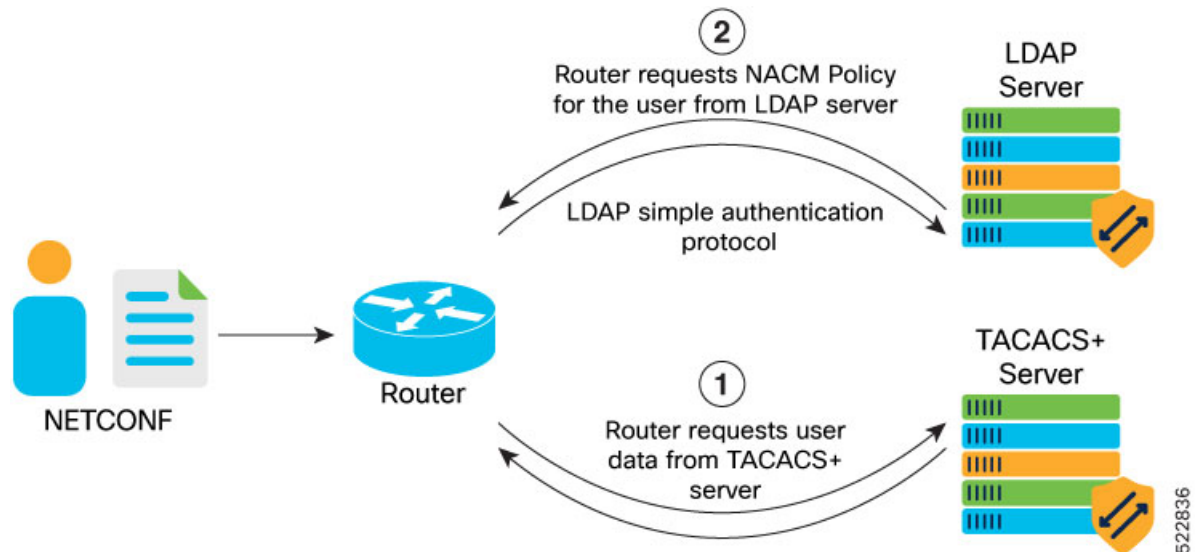 2
Router requests NACM Policy
for the user from LDAP server
LDAP simple authentication
protocol
LDAP
Server
NETCONF
Router
1
Router requests user
data from TACACS+
server
TACACS+
Server
522836